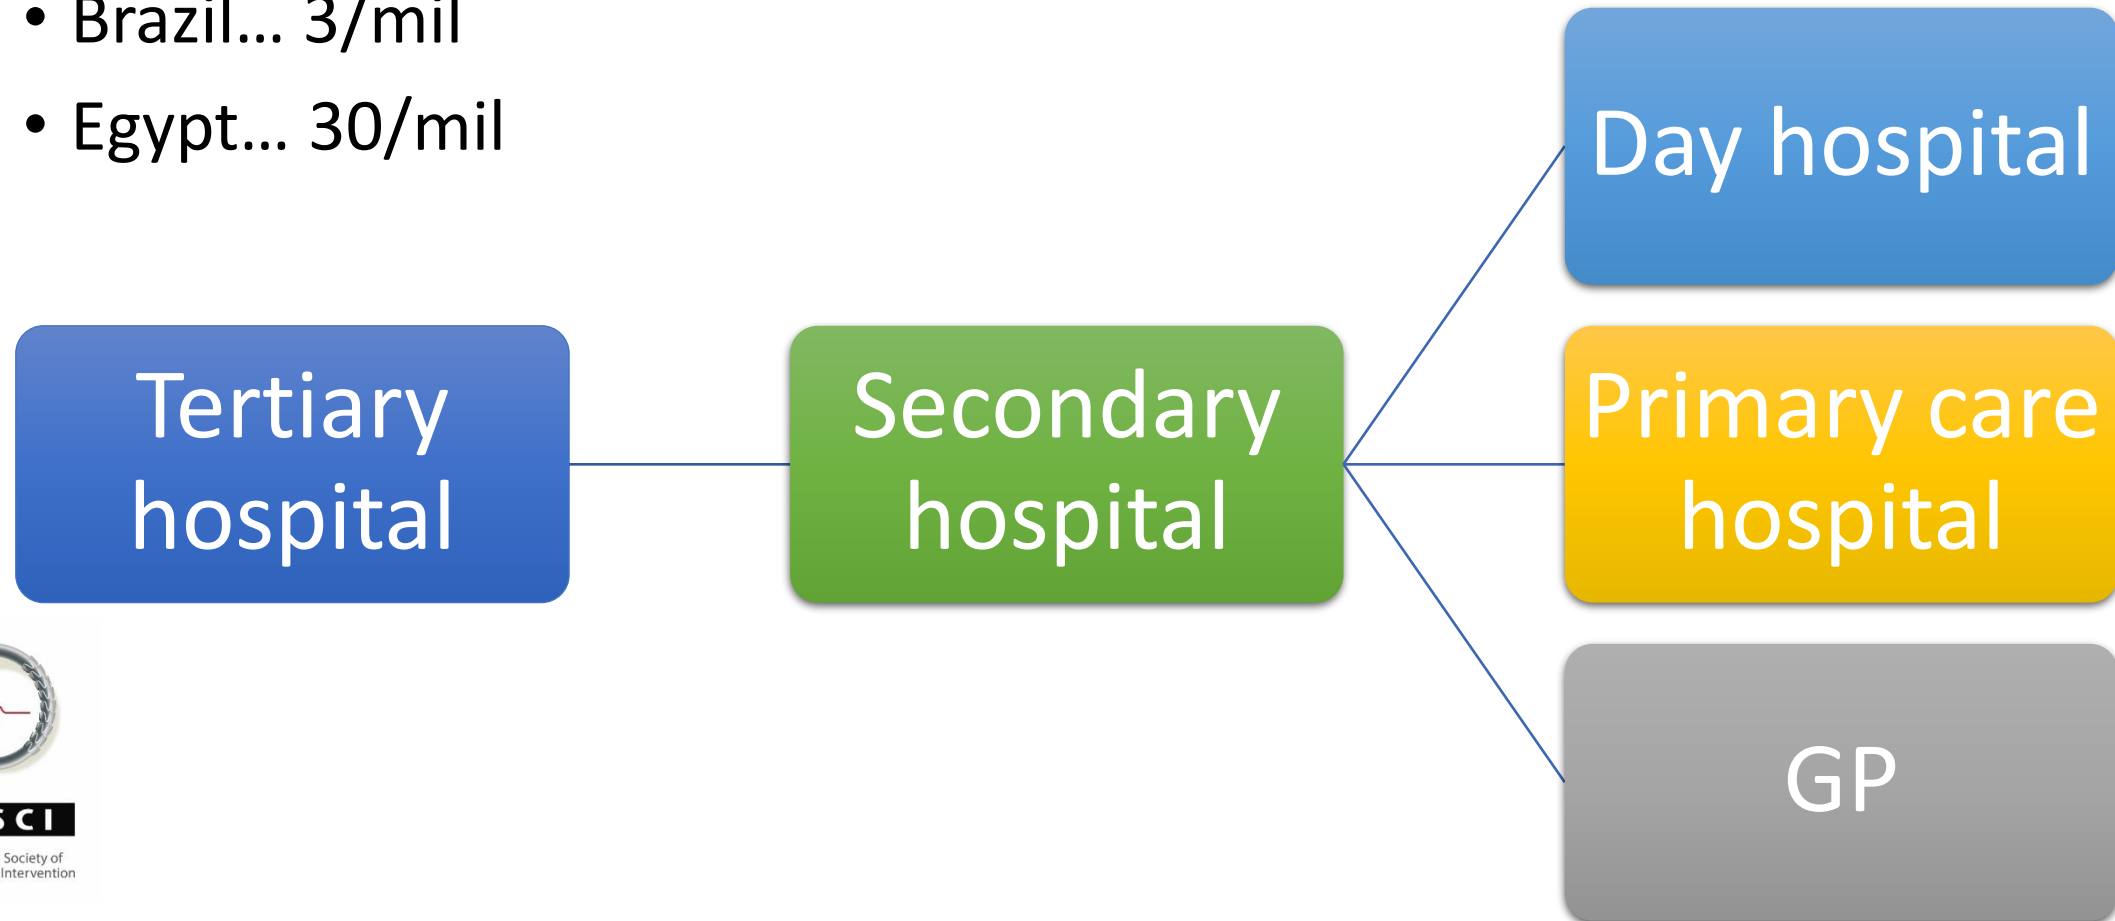 • Brazil... 3/mil
• Egypt... 30/mil
Day hospital
Tertiary
hospital
Secondary
hospital
Primary care
hospital
GP
SCI
Society of
Intervention